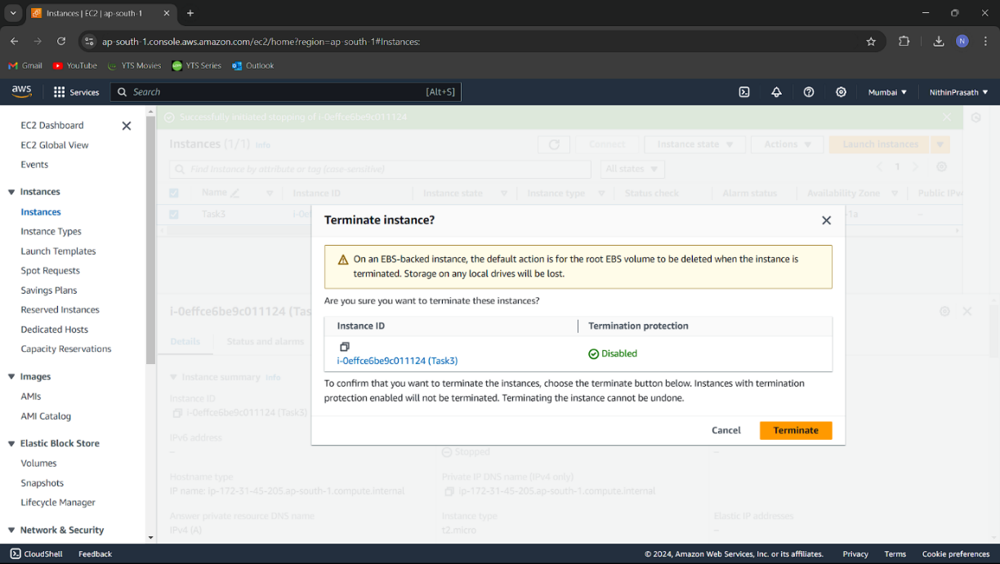 Instances | EC2 | ap-south-1
ap-south-1.console.aws.amazon.com/ec2/home?region=ap-south-1#Instances:
N
Gmail
YouTube
YTS Movies
YTS Series
Outlook
aws
Services
Search
[Alt+S]
Mumbai
NithinPrasath
EC2 Dashboard
EC2 Global View
Events
Instances
Instances
Instance Types
Launch Templates
Spot Requests
Savings Plans
Reserved Instances
Dedicated Hosts
Capacity Reservations
Images
AMIs
AMI Catalog
Elastic Block Store
Volumes
Snapshots
Lifecycle Manager
Network & Security
Successfully initiated stopping of i-0effce6be9c011124
Instances (1/1) Info
Connect
Instance state
Actions
Launch instances
Find Instance by attribute or tag (case-sensitive)
All states
1
Name
Instance ID
Instance state
Instance type
Status check
Alarm status
Availability Zone
Public IPv
Task3
i-0ef
-1a
–
Terminate instance?
On an EBS-backed instance, the default action is for the root EBS volume to be deleted when the instance is
terminated. Storage on any local drives will be lost.
Are you sure you want to terminate these instances?
Instance ID
Termination protection
i-0effce6be9c011124 (Task3)
Disabled
To confirm that you want to terminate the instances, choose the terminate button below. Instances with termination
protection enabled will not be terminated. Terminating the instance cannot be undone.
Cancel
Terminate
i-0effce6be9c011124 (Tas
Details
Status and alarms
Instance summary Info
Instance ID
i-0effce6be9c011124 (Task3)
IPv6 address
–
Stopped
–
Hostname type
IP name: ip-172-31-45-205.ap-south-1.compute.internal
Private IP DNS name (IPv4 only)
ip-172-31-45-205.ap-south-1.compute.internal
Answer private resource DNS name
IPv4 (A)
Instance type
t2.micro
Elastic IP addresses
–
CloudShell
Feedback
© 2024, Amazon Web Services, Inc. or its affiliates.
Privacy
Terms
Cookie preferences